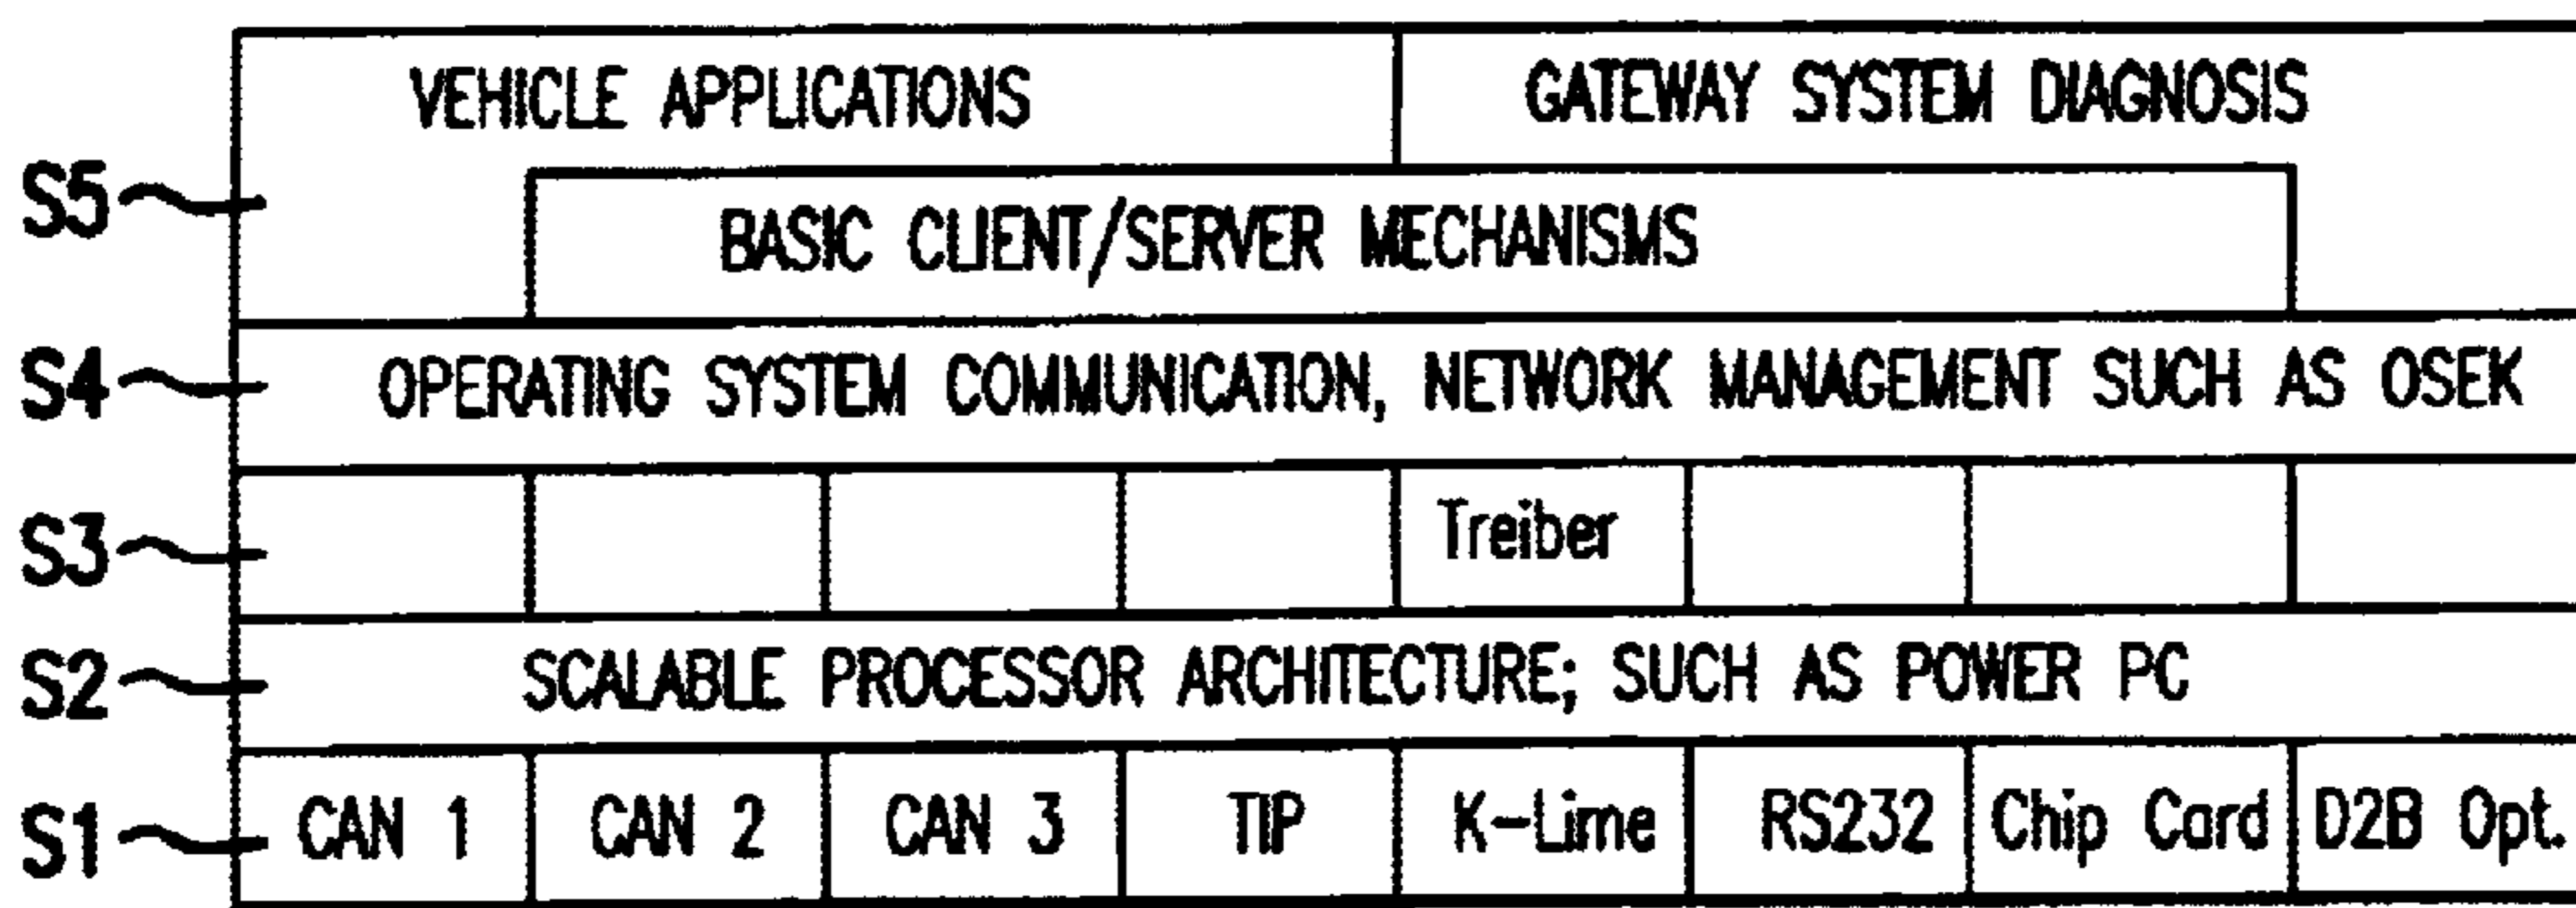 VEHICLE APPLICATIONS GATEWAY SYSTEM DIAGNOSIS
S5
BASIC CLIENT/SERVER MECHANISMS
S4 OPERATING SYSTEM COMMUNICATION, NETWORK MANAGEMENT SUCH AS OSEK
S3 Treiber
S2 SCALABLE PROCESSOR ARCHITECTURE; SUCH AS POWER PC
S1 CAN 1 CAN 2 CAN 3 TIP K-Lime RS232 Chip Card D2B Opt.